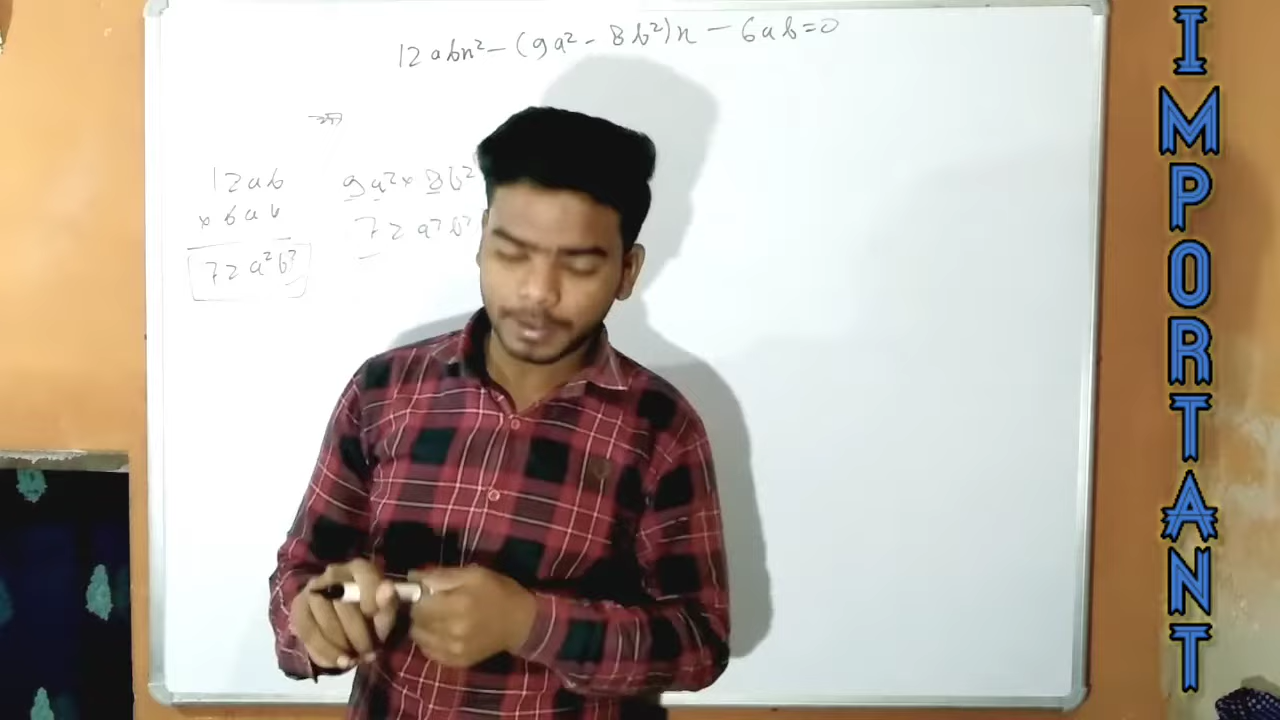 12abx² - (9a² - 8b²)x - 6ab = 0
12ab
× 6ab
72a²b²
9a² × 8b²
72a²b²
IMPORTANT